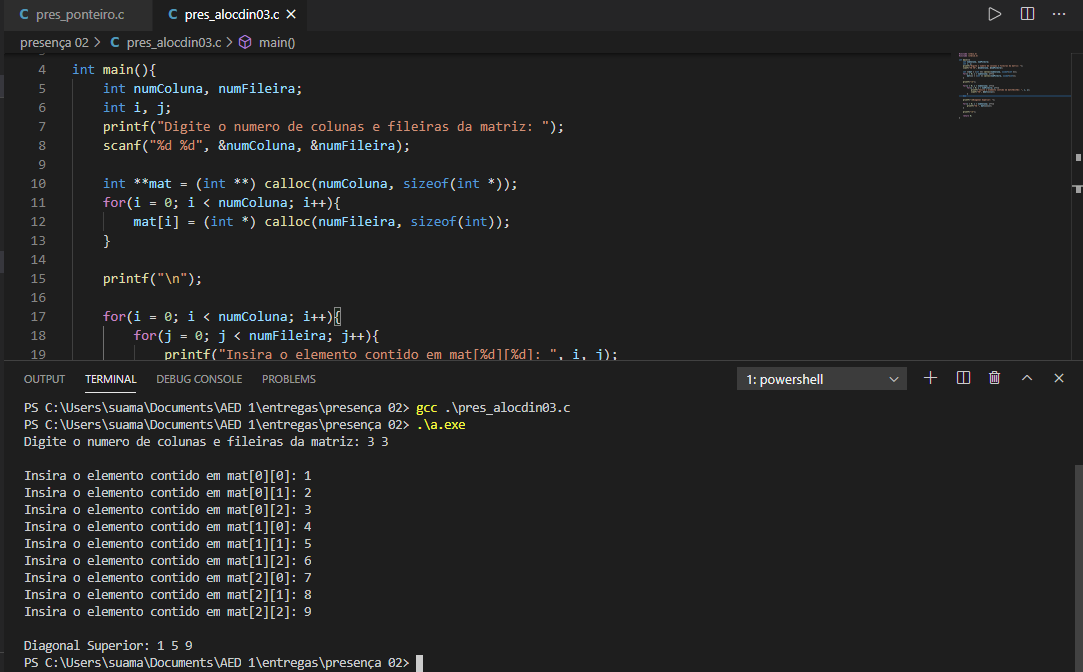 C pres_ponteiro.c C pres_alocdin03.c ×
presença 02 > C pres_alocdin03.c > main()
4 int main(){
5 int numColuna, numFileira;
6 int i, j;
7 printf("Digite o numero de colunas e fileiras da matriz: ");
8 scanf("%d %d", &numColuna, &numFileira);
9
10 int **mat = (int **) calloc(numColuna, sizeof(int *));
11 for(i = 0; i < numColuna; i++){
12 mat[i] = (int *) calloc(numFileira, sizeof(int));
13 }
14
15 printf("\n");
16
17 for(i = 0; i < numColuna; i++){
18 for(j = 0; j < numFileira; j++){
19 printf("Insira o elemento contido em mat[%d][%d]: ", i, j);
OUTPUT TERMINAL DEBUG CONSOLE PROBLEMS 1: powershell
PS C:\Users\suama\Documents\AED 1\entregas\presença 02> gcc .\pres_alocdin03.c
PS C:\Users\suama\Documents\AED 1\entregas\presença 02> .\a.exe
Digite o numero de colunas e fileiras da matriz: 3 3
Insira o elemento contido em mat[0][0]: 1
Insira o elemento contido em mat[0][1]: 2
Insira o elemento contido em mat[0][2]: 3
Insira o elemento contido em mat[1][0]: 4
Insira o elemento contido em mat[1][1]: 5
Insira o elemento contido em mat[1][2]: 6
Insira o elemento contido em mat[2][0]: 7
Insira o elemento contido em mat[2][1]: 8
Insira o elemento contido em mat[2][2]: 9
Diagonal Superior: 1 5 9
PS C:\Users\suama\Documents\AED 1\entregas\presença 02>